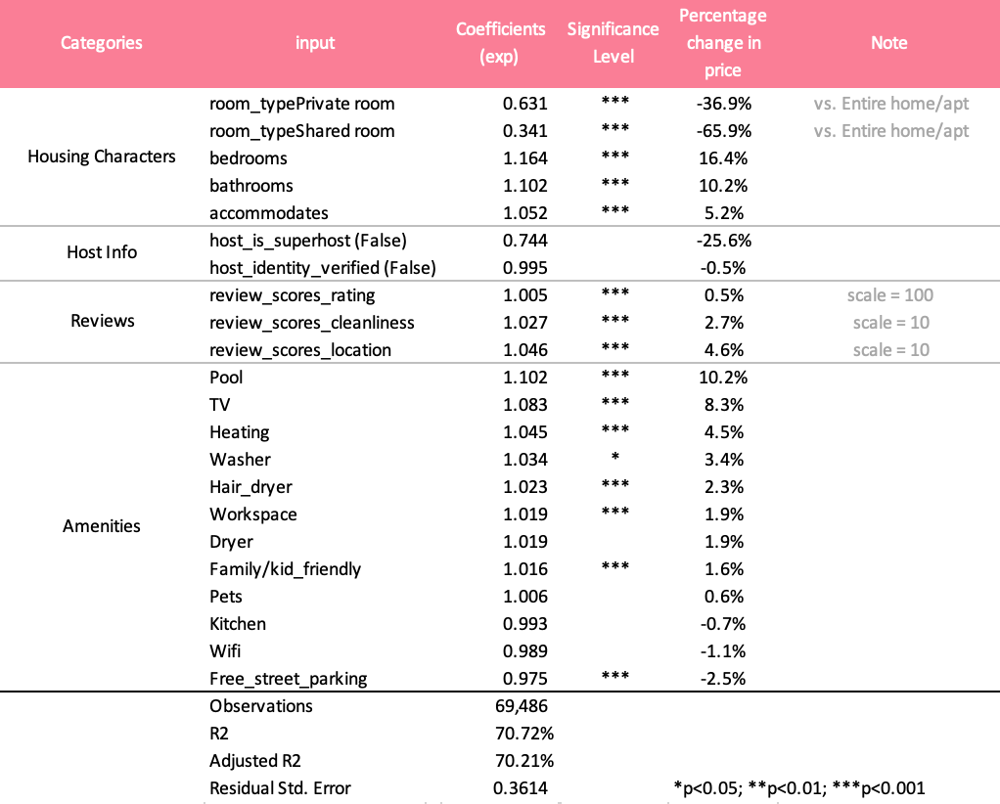 Categories input Coefficients (exp) Significance Level Percentage change in price Note
room_typePrivate room 0.631 *** -36.9% vs. Entire home/apt
room_typeShared room 0.341 *** -65.9% vs. Entire home/apt
Housing Characters bedrooms 1.164 *** 16.4%
bathrooms 1.102 *** 10.2%
accommodates 1.052 *** 5.2%
Host Info host_is_superhost (False) 0.744 -25.6%
host_identity_verified (False) 0.995 -0.5%
review_scores_rating 1.005 *** 0.5% scale = 100
Reviews review_scores_cleanliness 1.027 *** 2.7% scale = 10
review_scores_location 1.046 *** 4.6% scale = 10
Pool 1.102 *** 10.2%
TV 1.083 *** 8.3%
Heating 1.045 *** 4.5%
Washer 1.034 * 3.4%
Hair_dryer 1.023 *** 2.3%
Amenities Workspace 1.019 *** 1.9%
Dryer 1.019 1.9%
Family/kid_friendly 1.016 *** 1.6%
Pets 1.006 0.6%
Kitchen 0.993 -0.7%
Wifi 0.989 -1.1%
Free_street_parking 0.975 *** -2.5%
Observations 69,486
R2 70.72%
Adjusted R2 70.21%
Residual Std. Error 0.3614 *p<0.05; **p<0.01; ***p<0.001